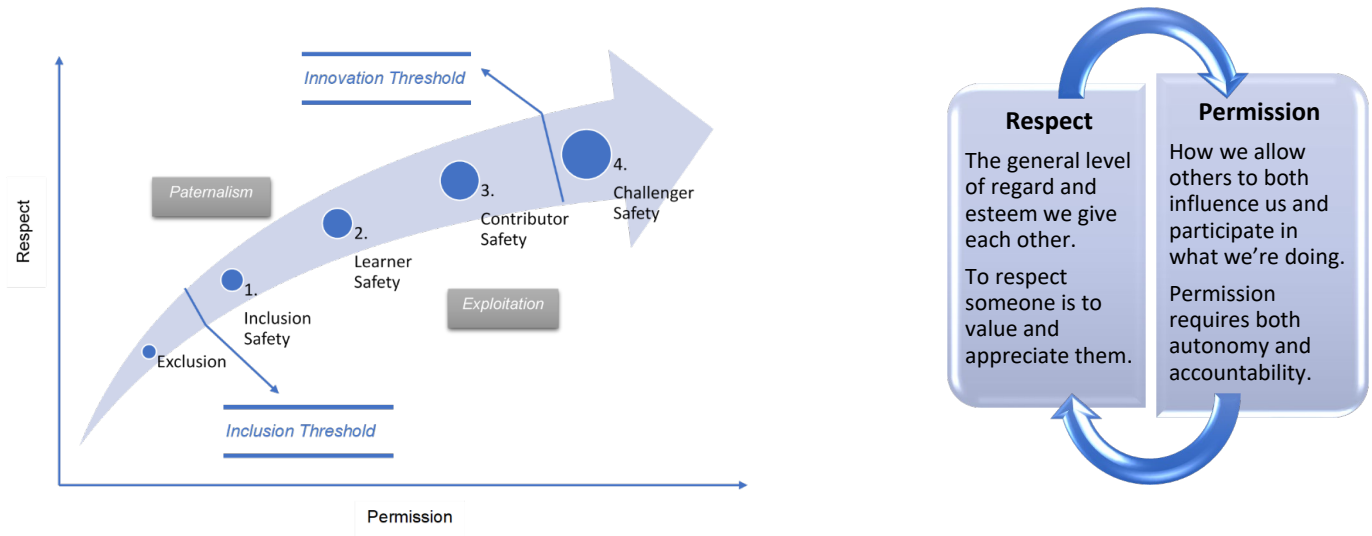 Innovation Threshold
Respect
Paternalism
4.
Challenger
Safety
3.
Contributor
Safety
2.
Learner
Safety
Exploitation
1.
Inclusion
Safety
Exclusion
Inclusion Threshold
Permission
Respect
The general level
of regard and
esteem we give
each other.
To respect
someone is to
value and
appreciate them.
Permission
How we allow
others to both
influence us and
participate in
what we’re doing.
Permission
requires both
autonomy and
accountability.